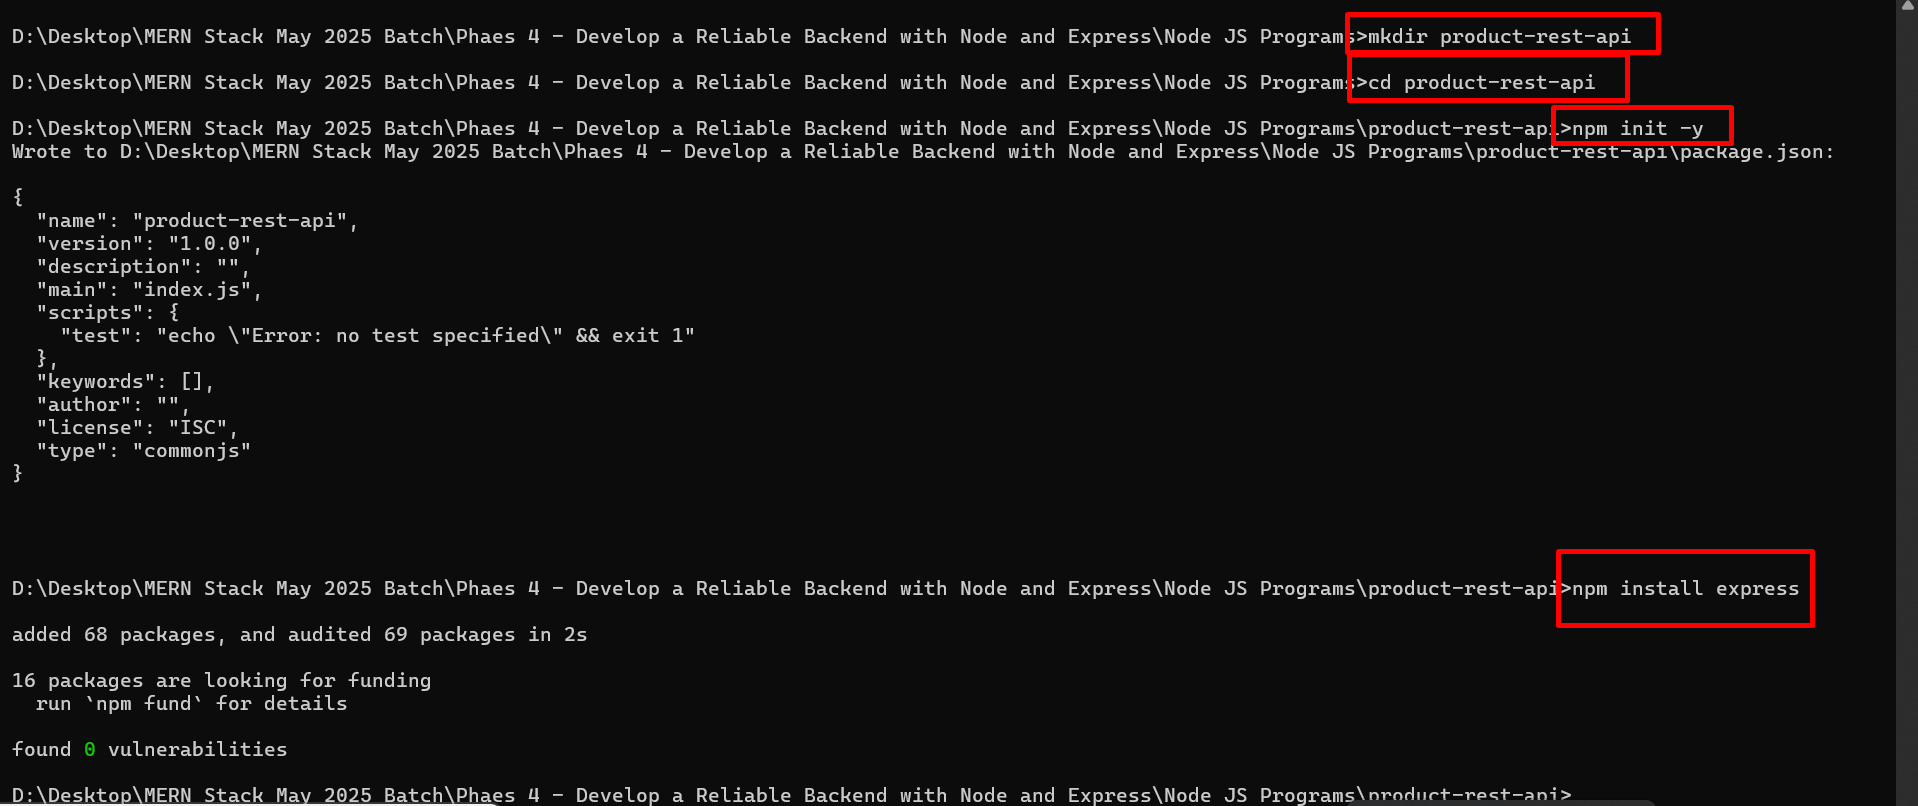 D:\Desktop\MERN Stack May 2025 Batch\Phaes 4 - Develop a Reliable Backend with Node and Express\Node JS Programs>mkdir product-rest-api
D:\Desktop\MERN Stack May 2025 Batch\Phaes 4 - Develop a Reliable Backend with Node and Express\Node JS Programs>cd product-rest-api
D:\Desktop\MERN Stack May 2025 Batch\Phaes 4 - Develop a Reliable Backend with Node and Express\Node JS Programs\product-rest-api>npm init -y
Wrote to D:\Desktop\MERN Stack May 2025 Batch\Phaes 4 - Develop a Reliable Backend with Node and Express\Node JS Programs\product-rest-api\package.json:
{
  "name": "product-rest-api",
  "version": "1.0.0",
  "description": "",
  "main": "index.js",
  "scripts": {
    "test": "echo \"Error: no test specified\" && exit 1"
  },
  "keywords": [],
  "author": "",
  "license": "ISC",
  "type": "commonjs"
}
D:\Desktop\MERN Stack May 2025 Batch\Phaes 4 - Develop a Reliable Backend with Node and Express\Node JS Programs\product-rest-api>npm install express
added 68 packages, and audited 69 packages in 2s
16 packages are looking for funding
  run `npm fund` for details
found 0 vulnerabilities
D:\Desktop\MERN Stack May 2025 Batch\Phaes 4 - Develop a Reliable Backend with Node and Express\Node JS Programs\product-rest-api>